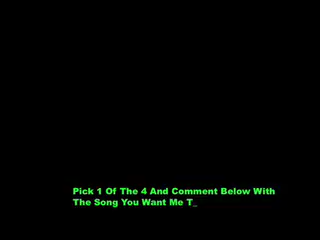 Pick 1 Of The 4 And Comment Below With
The Song You Want Me T_